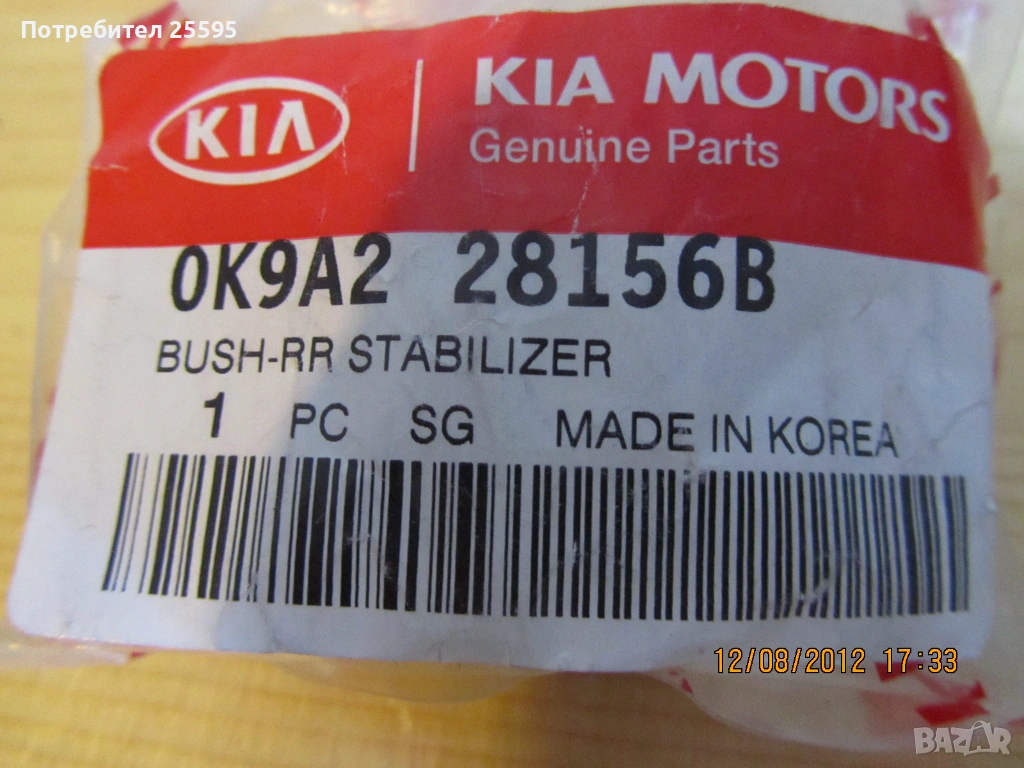 Потребител 25595
KIA
KIA MOTORS
Genuine Parts
0K9A2 28156B
BUSH-RR STABILIZER
1 PC SG MADE IN KOREA
12/08/2012 17:33
BAZAR